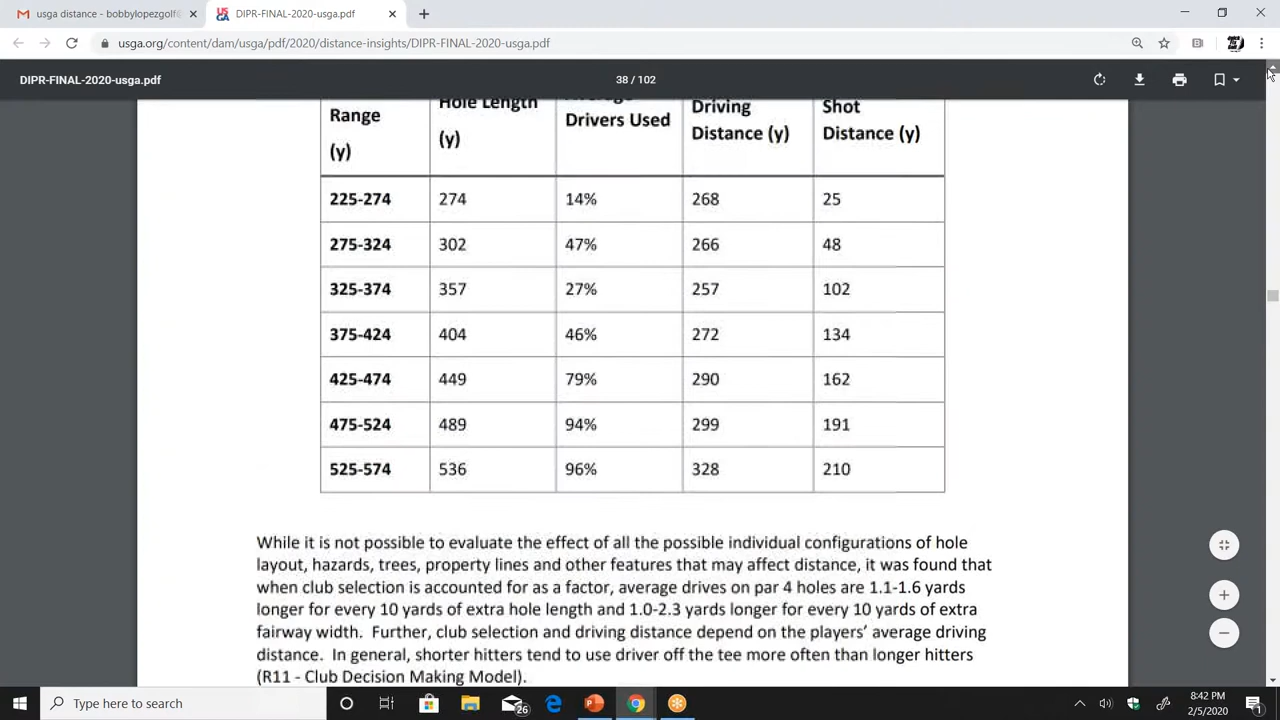 usga distance - bobbylopezgolf@
DIPR-FINAL-2020-usga.pdf
usga.org/content/dam/usga/pdf/2020/distance-insights/DIPR-FINAL-2020-usga.pdf
DIPR-FINAL-2020-usga.pdf
38 / 102
Range
(y)
Hole Length
(y)
Average
Drivers Used
Driving
Distance (y)
Shot
Distance (y)
225-274 274 14% 268 25
275-324 302 47% 266 48
325-374 357 27% 257 102
375-424 404 46% 272 134
425-474 449 79% 290 162
475-524 489 94% 299 191
525-574 536 96% 328 210
While it is not possible to evaluate the effect of all the possible individual configurations of hole
layout, hazards, trees, property lines and other features that may affect distance, it was found that
when club selection is accounted for as a factor, average drives on par 4 holes are 1.1-1.6 yards
longer for every 10 yards of extra hole length and 1.0-2.3 yards longer for every 10 yards of extra
fairway width. Further, club selection and driving distance depend on the players' average driving
distance. In general, shorter hitters tend to use driver off the tee more often than longer hitters
(R11 - Club Decision Making Model).
Type here to search
26
8:42 PM
2/5/2020
1